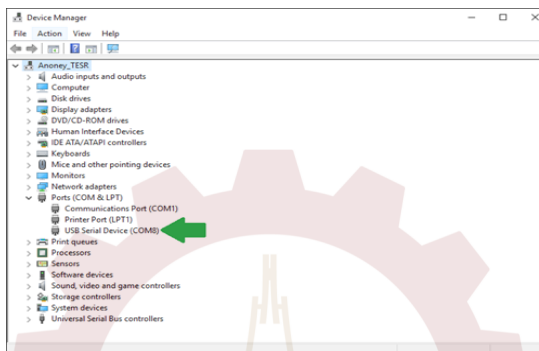 Device Manager
File Action View Help
Anoney_TESR
Audio inputs and outputs
Computer
Disk drives
Display adapters
DVD/CD-ROM drives
Human Interface Devices
IDE ATA/ATAPI controllers
Keyboards
Mice and other pointing devices
Monitors
Network adapters
Ports (COM & LPT)
Communications Port (COM1)
Printer Port (LPT1)
USB Serial Device (COM8)
Print queues
Processors
Sensors
Software devices
Sound, video and game controllers
Storage controllers
System devices
Universal Serial Bus controllers